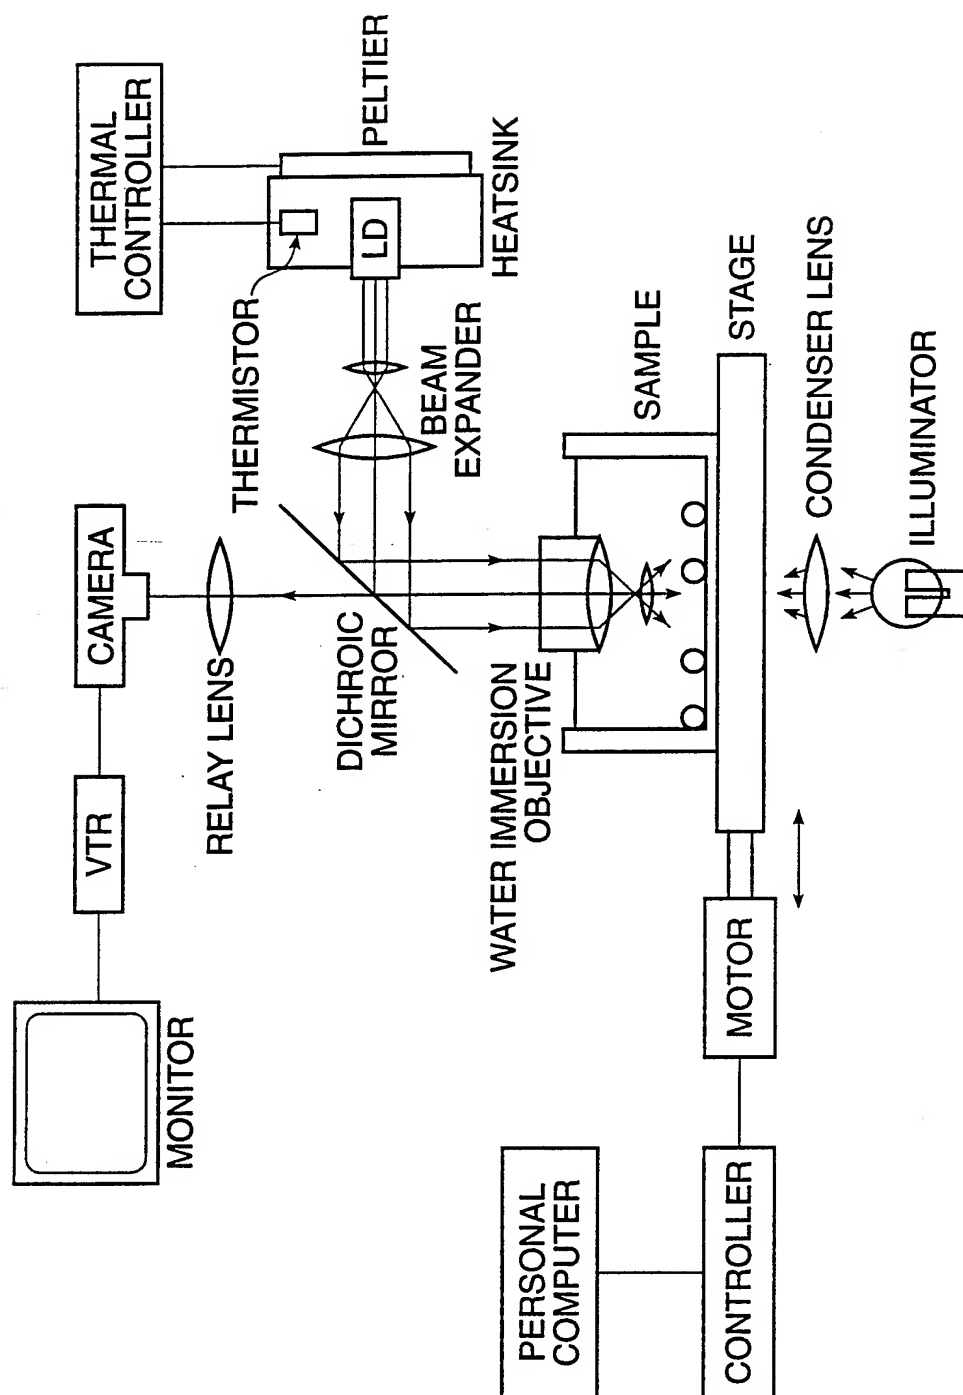 THERMAL
CONTROLLER
PELTIER
LD
HEATSINK
THERMISTOR
BEAM
EXPANDER
CAMERA
VTR
MONITOR
RELAY LENS
DICHROIC
MIRROR
WATER IMMERSION
OBJECTIVE
SAMPLE
STAGE
CONDENSER LENS
ILLUMINATOR
MOTOR
PERSONAL
COMPUTER
CONTROLLER